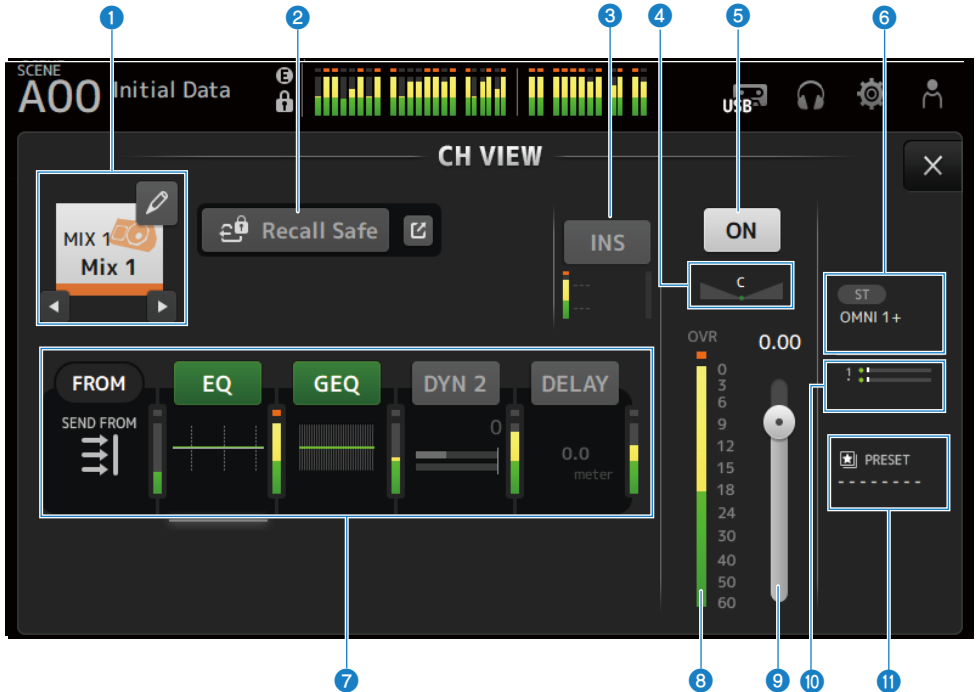 1 2 3 4 5 6
SCENE
A00 Initial Data E
USB
CH VIEW
MIX 1
Mix 1
Recall Safe
INS
---
---
ON
C
ST
OMNI 1+
OVR 0.00
0
3
6
9
12
15
18
24
30
40
50
60
1
FROM EQ GEQ DYN 2 DELAY
SEND FROM
0
0.0
meter
PRESET
--------
7 8 9 10 11